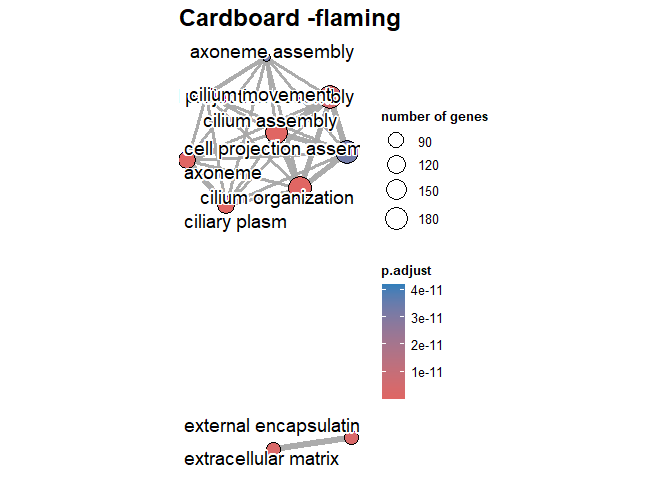 Cardboard -flaming
axoneme assembly
cilium movement
cilium assembly
cell projection assem
axoneme
cilium organization
ciliary plasm
number of genes
90
120
150
180
p.adjust
4e-11
3e-11
2e-11
1e-11
external encapsulatin
extracellular matrix